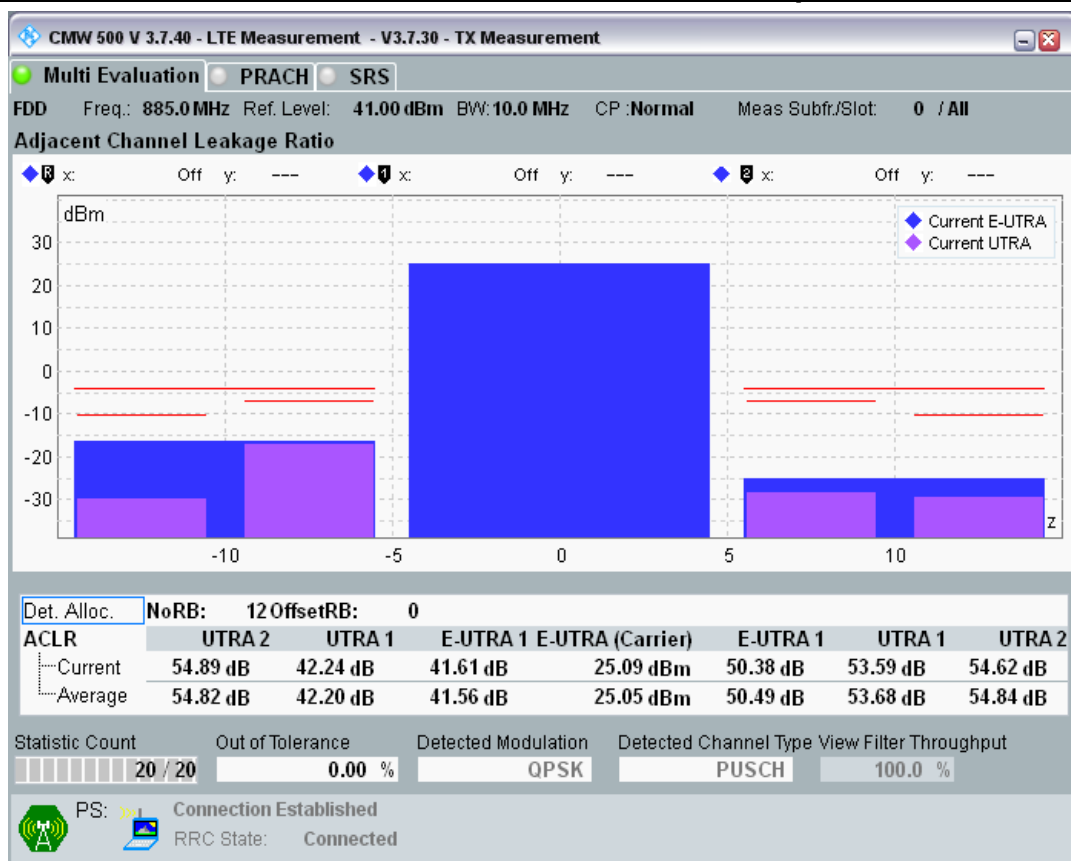 CMW 500 V 3.7.40 - LTE Measurement - V3.7.30 - TX Measurement
Multi Evaluation PRACH SRS
FDD Freq.: 885.0 MHz Ref. Level: 41.00 dBm BW: 10.0 MHz CP :Normal Meas Subfr./Slot: 0 / All
Adjacent Channel Leakage Ratio
R x: Off y: --- 1 x: Off y: --- 2 x: Off y: ---
dBm
Current E-UTRA
Current UTRA
30
20
10
0
-10
-20
-30
z
-10 -5 0 5 10
Det. Alloc. NoRB: 12 OffsetRB: 0
ACLR UTRA 2 UTRA 1 E-UTRA 1 E-UTRA (Carrier) E-UTRA 1 UTRA 1 UTRA 2
Current 54.89 dB 42.24 dB 41.61 dB 25.09 dBm 50.38 dB 53.59 dB 54.62 dB
Average 54.82 dB 42.20 dB 41.56 dB 25.05 dBm 50.49 dB 53.68 dB 54.84 dB
Statistic Count Out of Tolerance Detected Modulation Detected Channel Type View Filter Throughput
20 / 20 0.00 % QPSK PUSCH 100.0 %
PS: Connection Established
RRC State: Connected